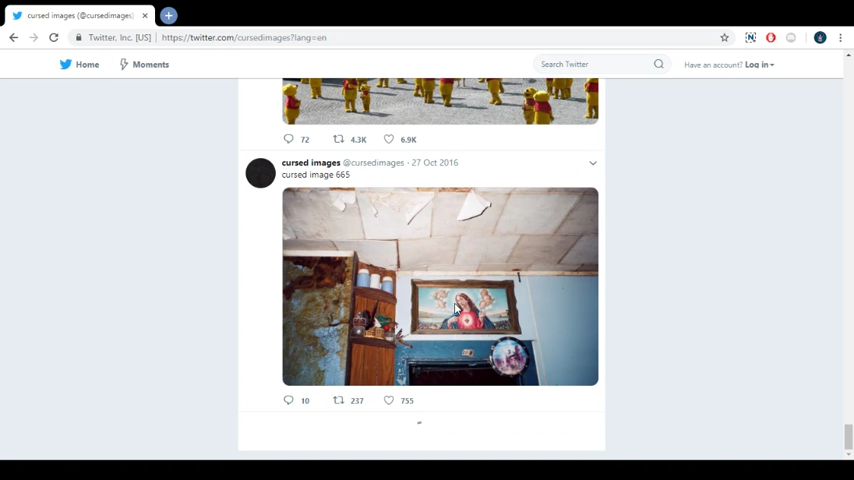 cursed images (@cursedimages)
Twitter, Inc. [US]
https://twitter.com/cursedimages?lang=en
Home
Moments
Search Twitter
Have an account? Log in
72
4.3K
6.9K
cursed images @cursedimages · 27 Oct 2016
cursed image 665
10
237
755